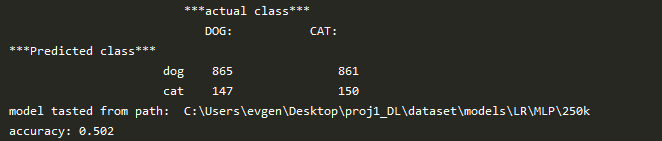 ***actual class***
DOG: CAT:
***Predicted class***
dog 865 861
cat 147 150
model tasted from path: C:\Users\evgen\Desktop\proj1_DL\dataset\models\LR\MLP\250k
accuracy: 0.502